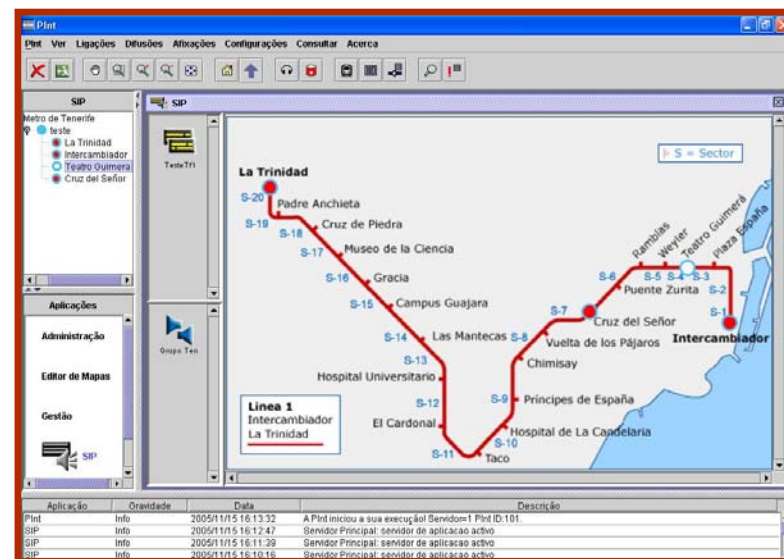 PInt
PInt Ver Ligações Difusões Afixações Configurações Consultar Acerca
SIP
Metro de Tenerife
teste
La Trinidad
Intercambiador
Teatro Guimera
Cruz del Señor
Aplicações
Administração
Editor de Mapas
Gestão
SIP
SIP
TesteTf1
Grupo Ten
S = Sector
La Trinidad
S-20
Padre Anchieta
S-19
S-18
Cruz de Piedra
S-17
Museo de la Ciencia
S-16
Gracia
S-15
Campus Guajara
S-14
Las Mantecas
S-13
Hospital Universitario
S-12
El Cardonal
S-11
Taco
S-10
Hospital de La Candelaria
S-9
Príncipes de España
Chimisay
S-8
Vuelta de los Pájaros
S-7
Cruz del Señor
S-6
Puente Zurita
Ramblas
S-5
Weyler
S-4
Teatro Guimerá
S-3
Plaza España
S-2
S-1
Intercambiador
Linea 1
Intercambiador
La Trinidad
Aplicação Gravidade Data Descrição
PInt Info 2005/11/15 16:13:32 A PInt iniciou a sua execução! Servidor=1 PInt ID:101.
SIP Info 2005/11/15 16:12:47 Servidor Principal: servidor de aplicacao activo
SIP Info 2005/11/15 16:11:39 Servidor Principal: servidor de aplicacao activo
SIP Info 2005/11/15 16:10:16 Servidor Principal: servidor de aplicacao activo